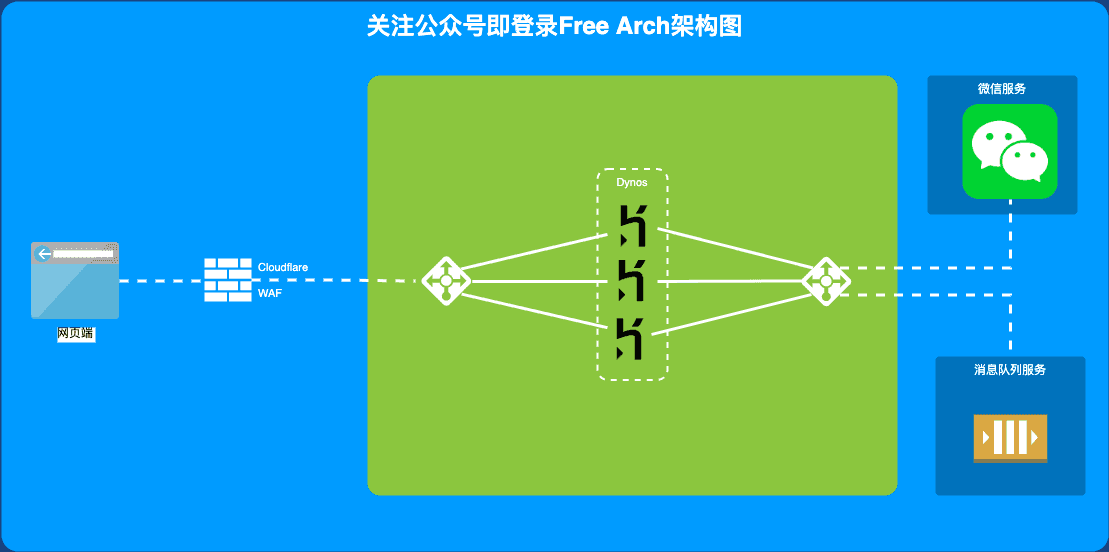 关注公众号即登录Free Arch架构图
微信服务
Dynos
Cloudflare
WAF
网页端
消息队列服务